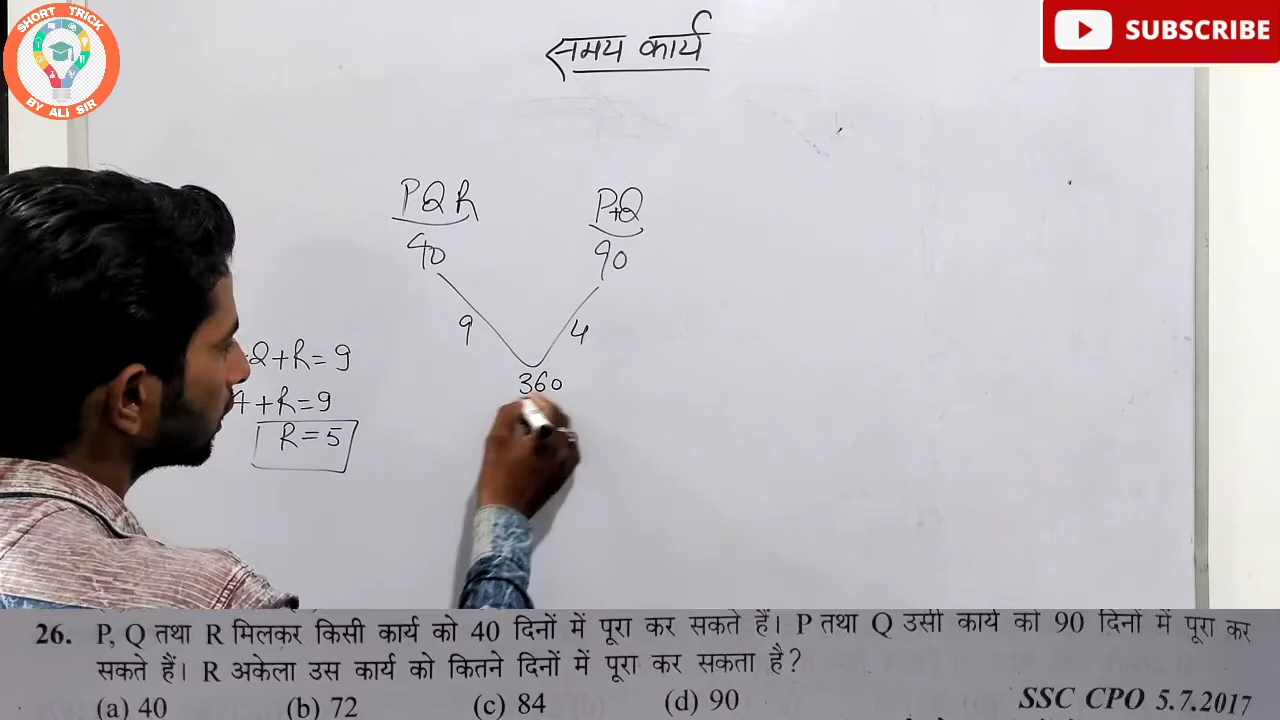 SHORT TRICK
BY ALI SIR
SUBSCRIBE
समय कार्य
P Q R
P+Q
40
90
9
4
360
Q+R=9
4+R=9
R=5
26. P, Q तथा R मिलकर किसी कार्य को 40 दिनों में पूरा कर सकते हैं। P तथा Q उसी कार्य को 90 दिनों में पूरा कर
सकते हैं। R अकेला उस कार्य को कितने दिनों में पूरा कर सकता है?
(a) 40 (b) 72 (c) 84 (d) 90
SSC CPO 5.7.2017